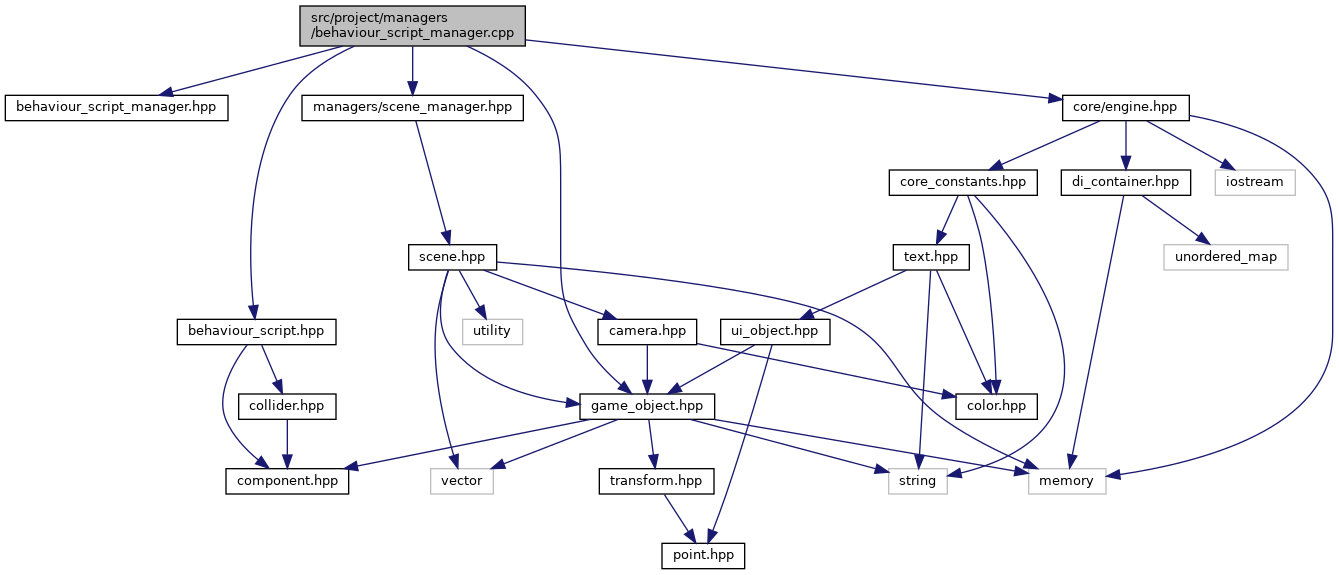 src/project/managers
/behaviour_script_manager.cpp
behaviour_script_manager.hpp
managers/scene_manager.hpp
core/engine.hpp
core_constants.hpp
di_container.hpp
iostream
scene.hpp
text.hpp
unordered_map
behaviour_script.hpp
utility
camera.hpp
ui_object.hpp
collider.hpp
game_object.hpp
color.hpp
component.hpp
vector
transform.hpp
string
memory
point.hpp